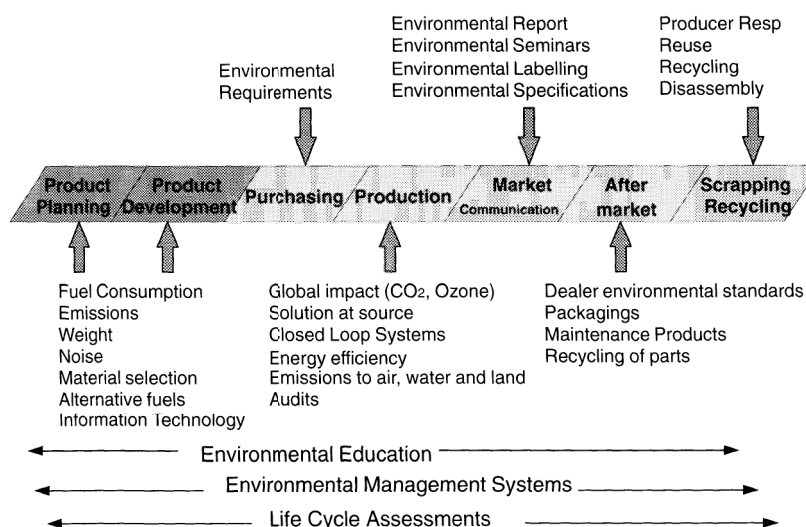 Environmental
Requirements
Environmental Report
Environmental Seminars
Environmental Labelling
Environmental Specifications
Producer Resp
Reuse
Recycling
Disassembly
Product
Planning
Product
Development
Purchasing
Production
Market
Communication
After
market
Scrapping
Recycling
Fuel Consumption
Emissions
Weight
Noise
Material selection
Alternative fuels
Information Technology
Global impact (CO2, Ozone)
Solution at source
Closed Loop Systems
Energy efficiency
Emissions to air, water and land
Audits
Dealer environmental standards
Packagings
Maintenance Products
Recycling of parts
Environmental Education
Environmental Management Systems
Life Cycle Assessments